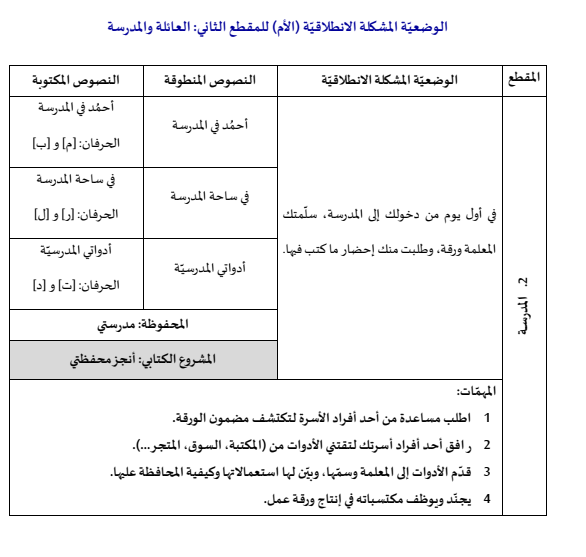 الوضعيّة المشكلة الانطلاقيّة (الأم) للمقطع الثاني: العائلة والمدرسة
المقطع
الوضعيّة المشكلة الانطلاقيّة
النصوص المنطوقة
النصوص المكتوبة
2. المدرسة
في أول يوم من دخولك إلى المدرسة، سلّمتك
المعلمة ورقة، وطلبت منك إحضار ما كتب فيها.
أحمُد في المدرسة
أحمُد في المدرسة
الحرفان: [م] و [ب]
في ساحة المدرسة
في ساحة المدرسة
الحرفان: [ر] و [ل]
أدواتي المدرسيّة
أدواتي المدرسيّة
الحرفان: [ت] و [د]
المحفوظة: مدرستي
المشروع الكتابي: أنجز محفظتي
المهمّات:
1 اطلب مساعدة من أحد أفراد الأسرة لتكتشف مضمون الورقة.
2 رافق أحد أفراد أسرتك لتقتني الأدوات من (المكتبة، السوق، المتجر...).
3 قدّم الأدوات إلى المعلمة وسمّها، وبيّن لها استعمالاتها وكيفية المحافظة عليها.
4 يجنّد ويوظف مكتسباته في إنتاج ورقة عمل.